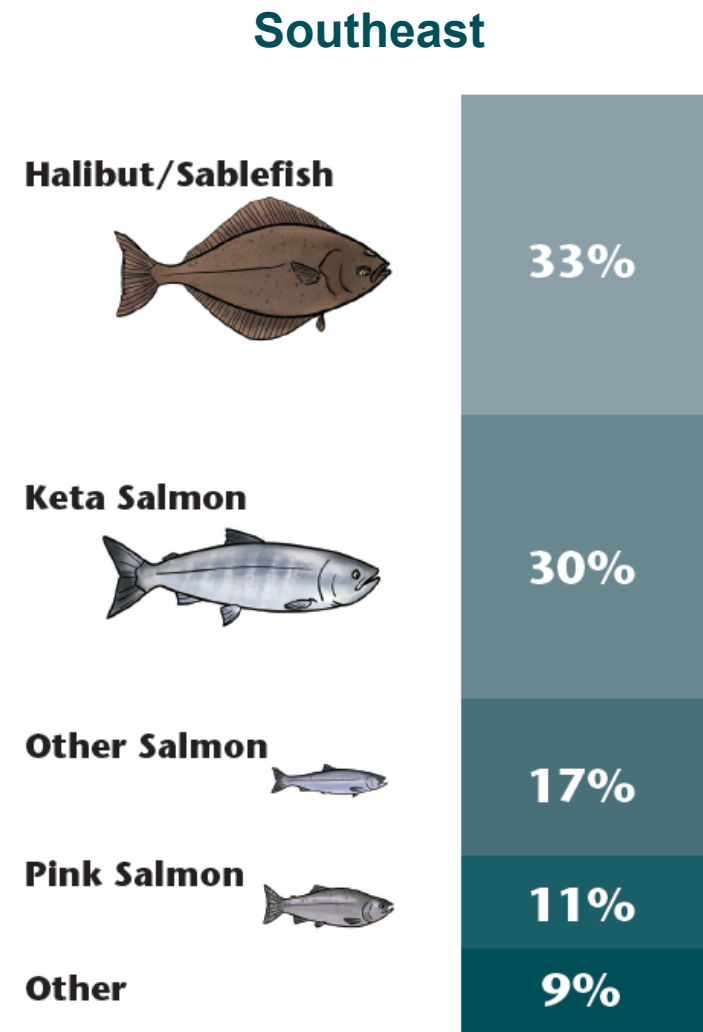 Southeast
Halibut/Sablefish
33%
Keta Salmon
30%
Other Salmon
17%
Pink Salmon
11%
Other
9%